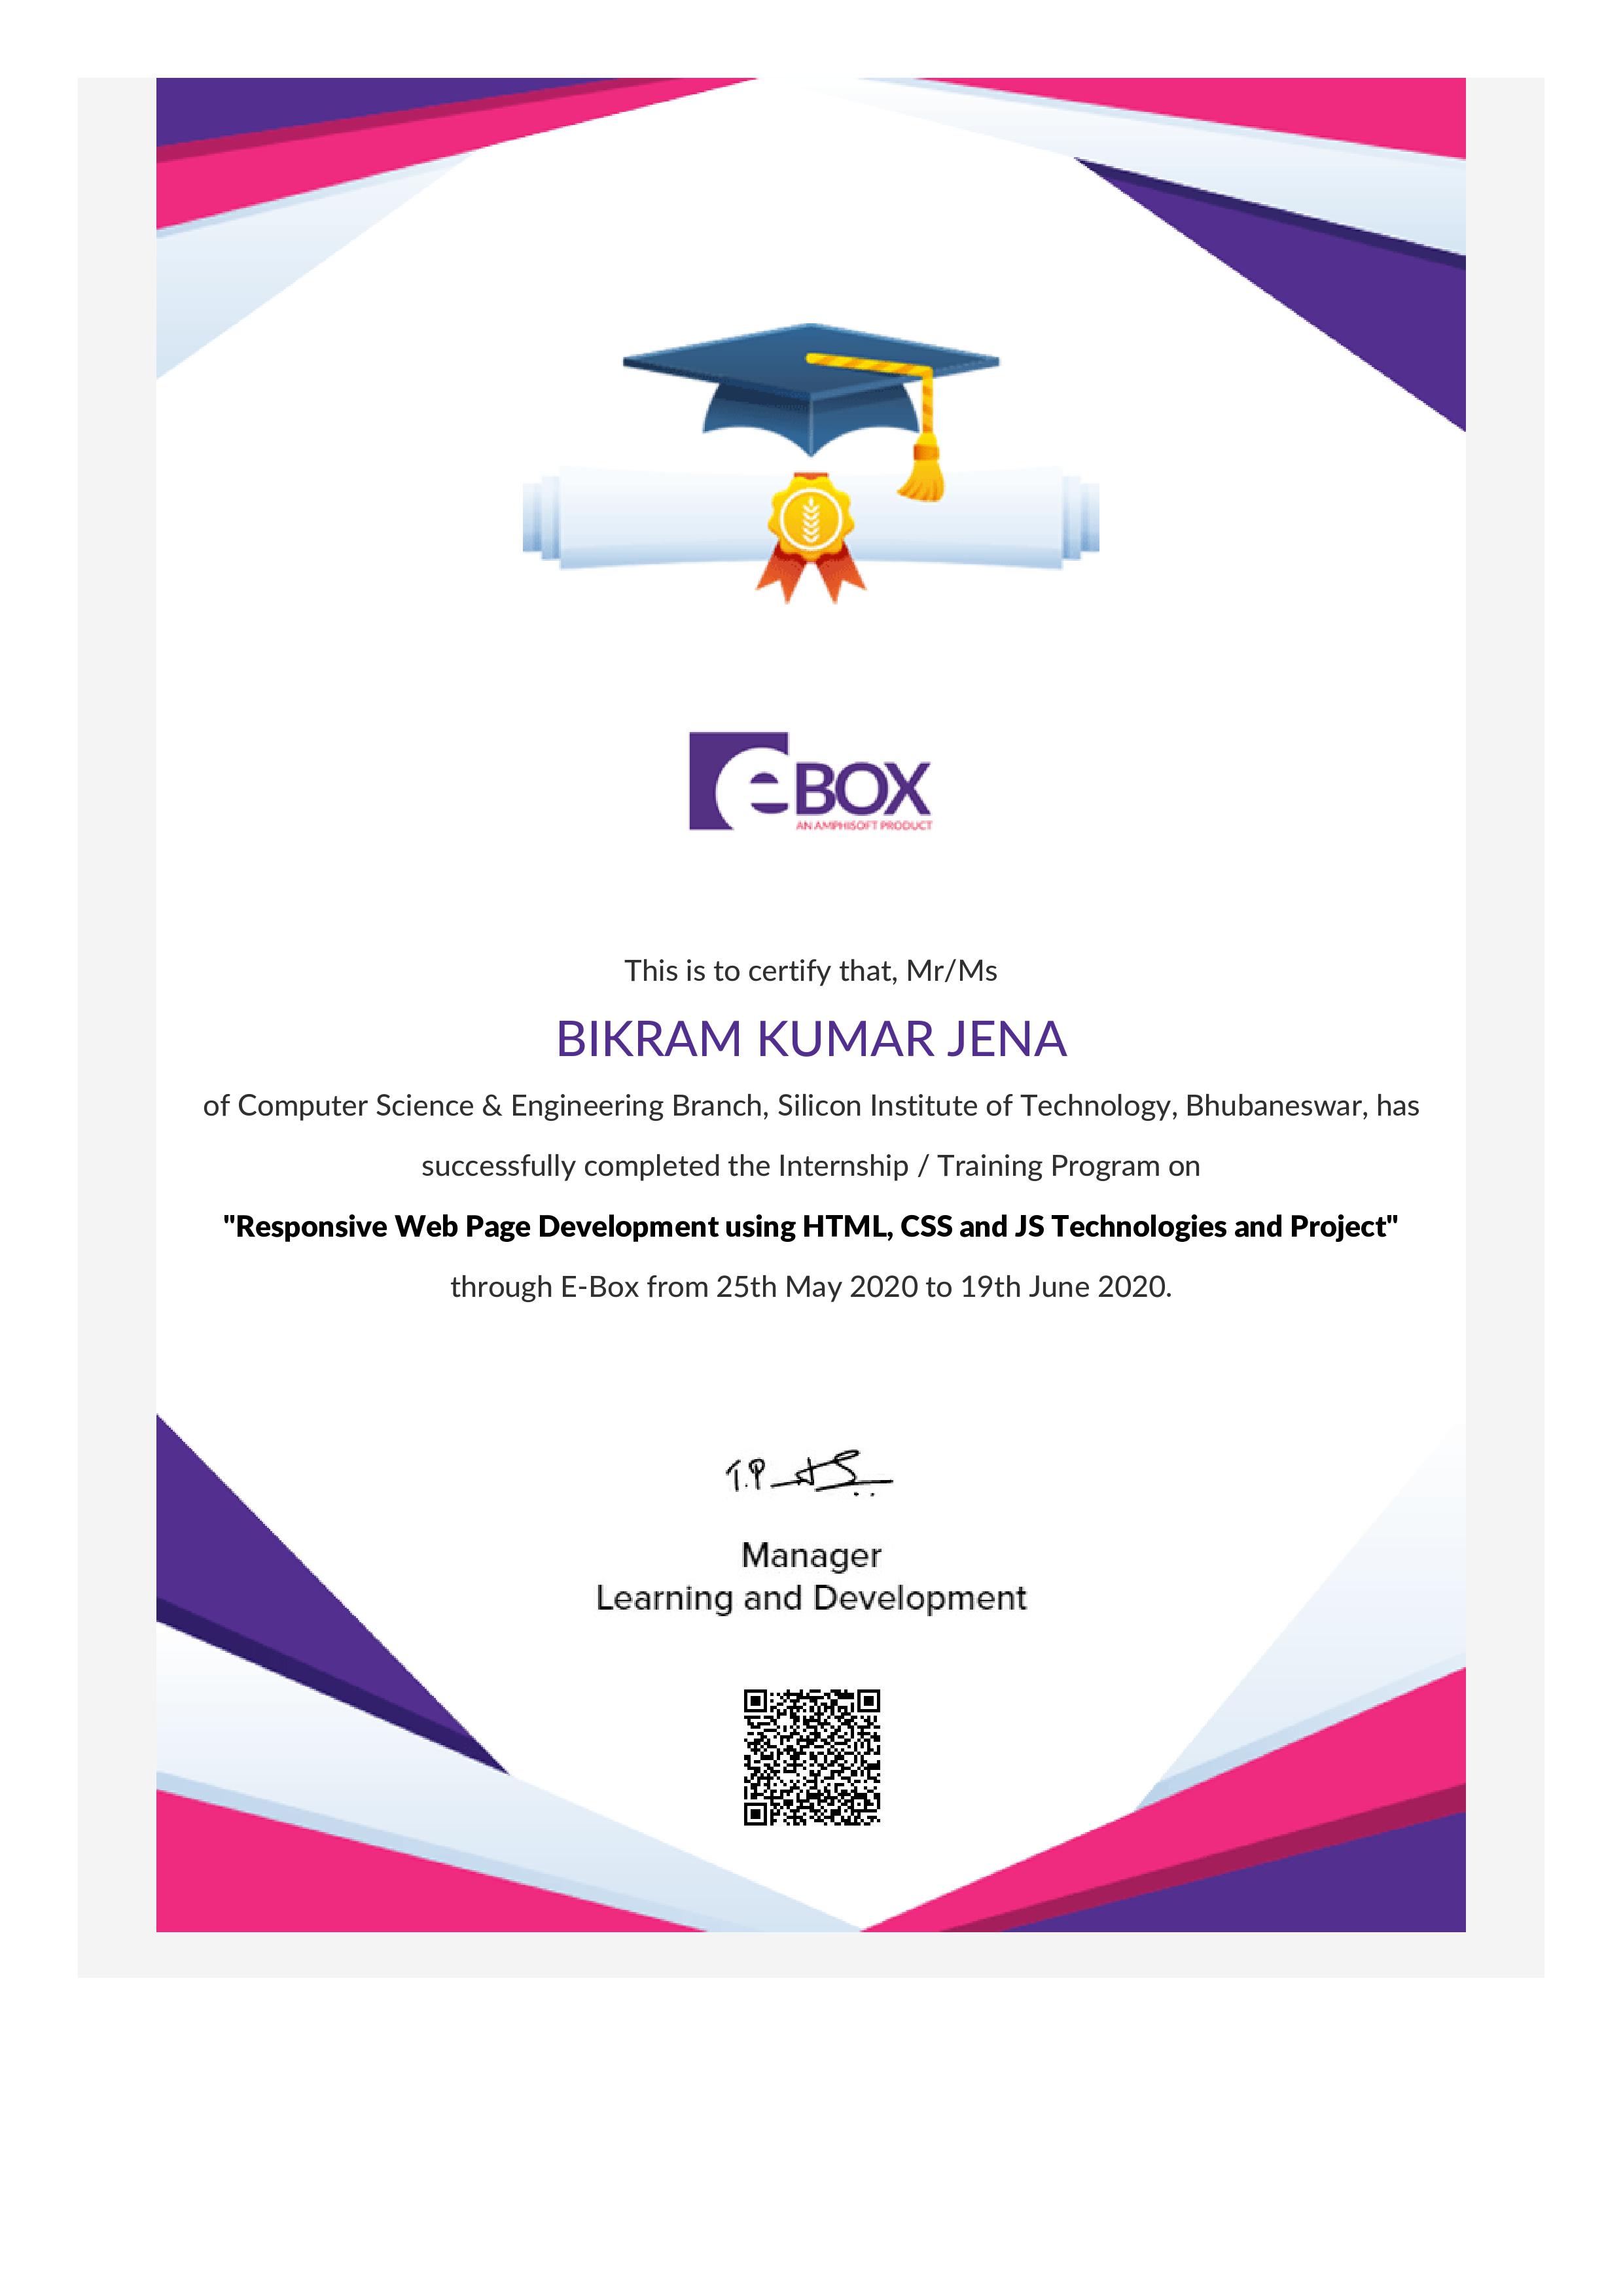 eBOX
AN AMPHISOFT PRODUCT
This is to certify that, Mr/Ms
BIKRAM KUMAR JENA
of Computer Science & Engineering Branch, Silicon Institute of Technology, Bhubaneswar, has
successfully completed the Internship / Training Program on
"Responsive Web Page Development using HTML, CSS and JS Technologies and Project"
through E-Box from 25th May 2020 to 19th June 2020.
Manager
Learning and Development